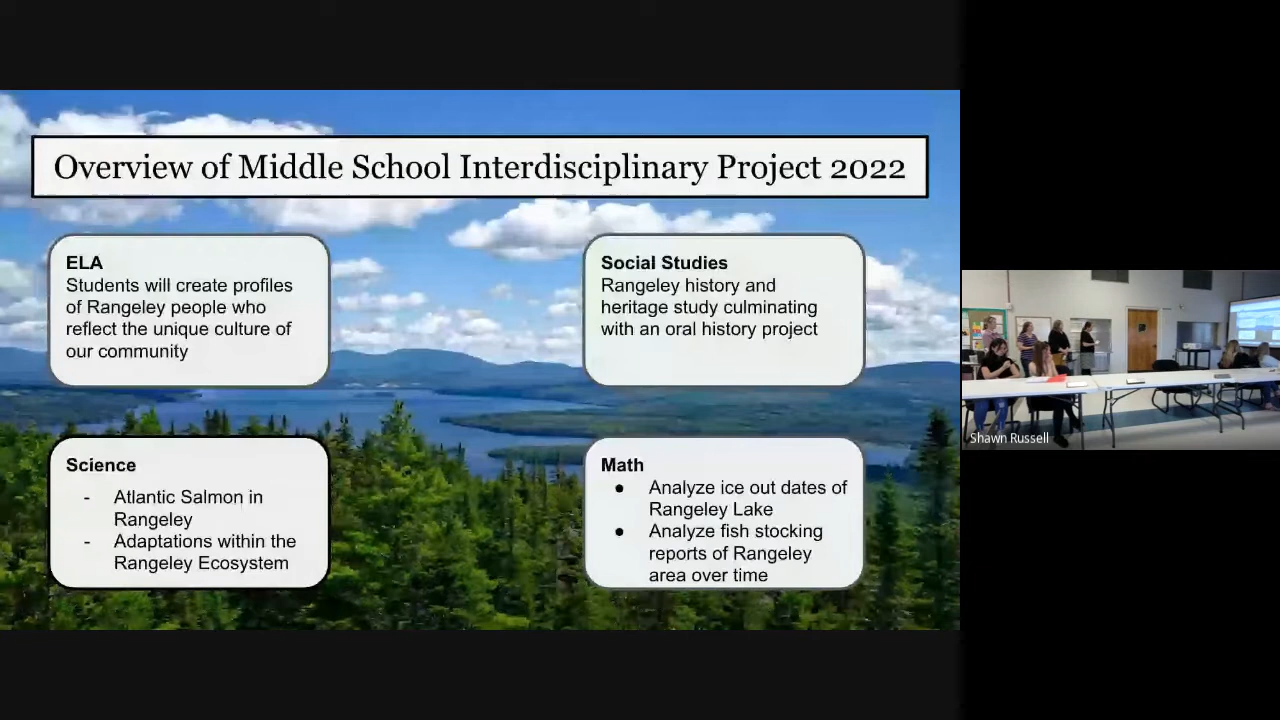 Overview of Middle School Interdisciplinary Project 2022
ELA
Students will create profiles
of Rangeley people who
reflect the unique culture of
our community
Social Studies
Rangeley history and
heritage study culminating
with an oral history project
Science
- Atlantic Salmon in
Rangeley
- Adaptations within the
Rangeley Ecosystem
Math
● Analyze ice out dates of
Rangeley Lake
● Analyze fish stocking
reports of Rangeley
area over time
Shawn Russell